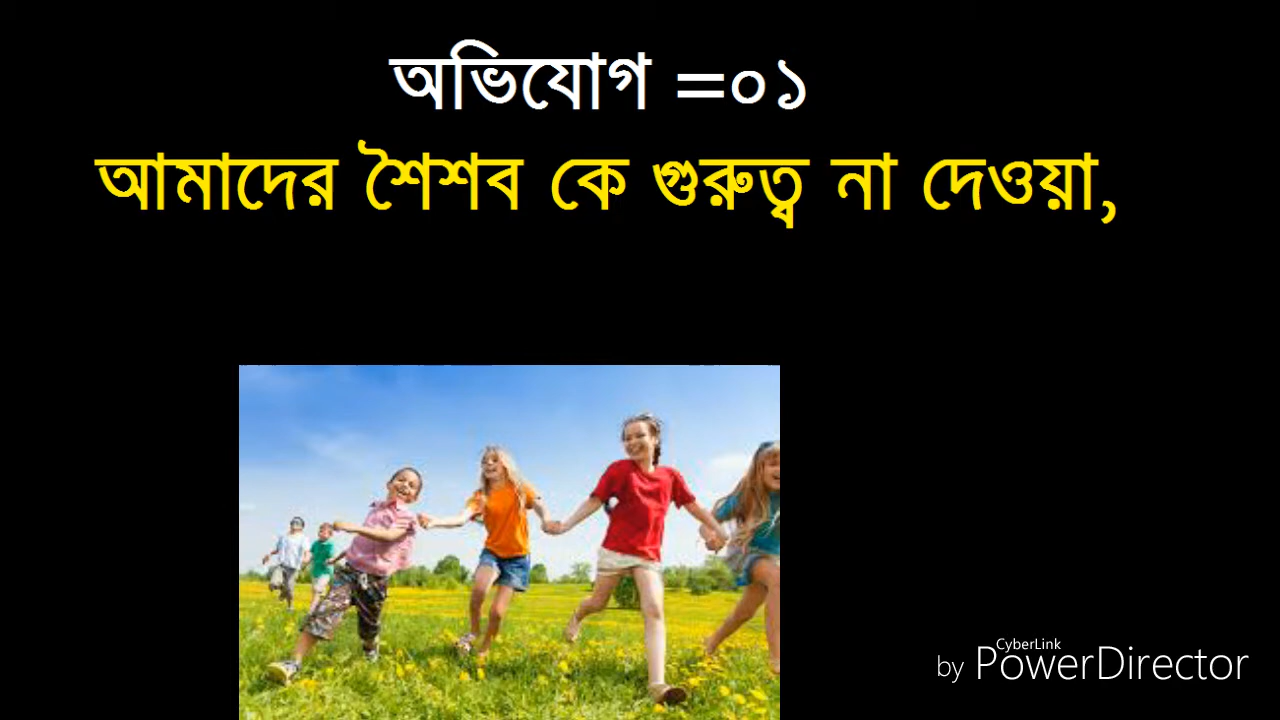 অভিযোগ =০১
আমাদের শৈশব কে গুরুত্ব না দেওয়া,
CyberLink
by PowerDirector